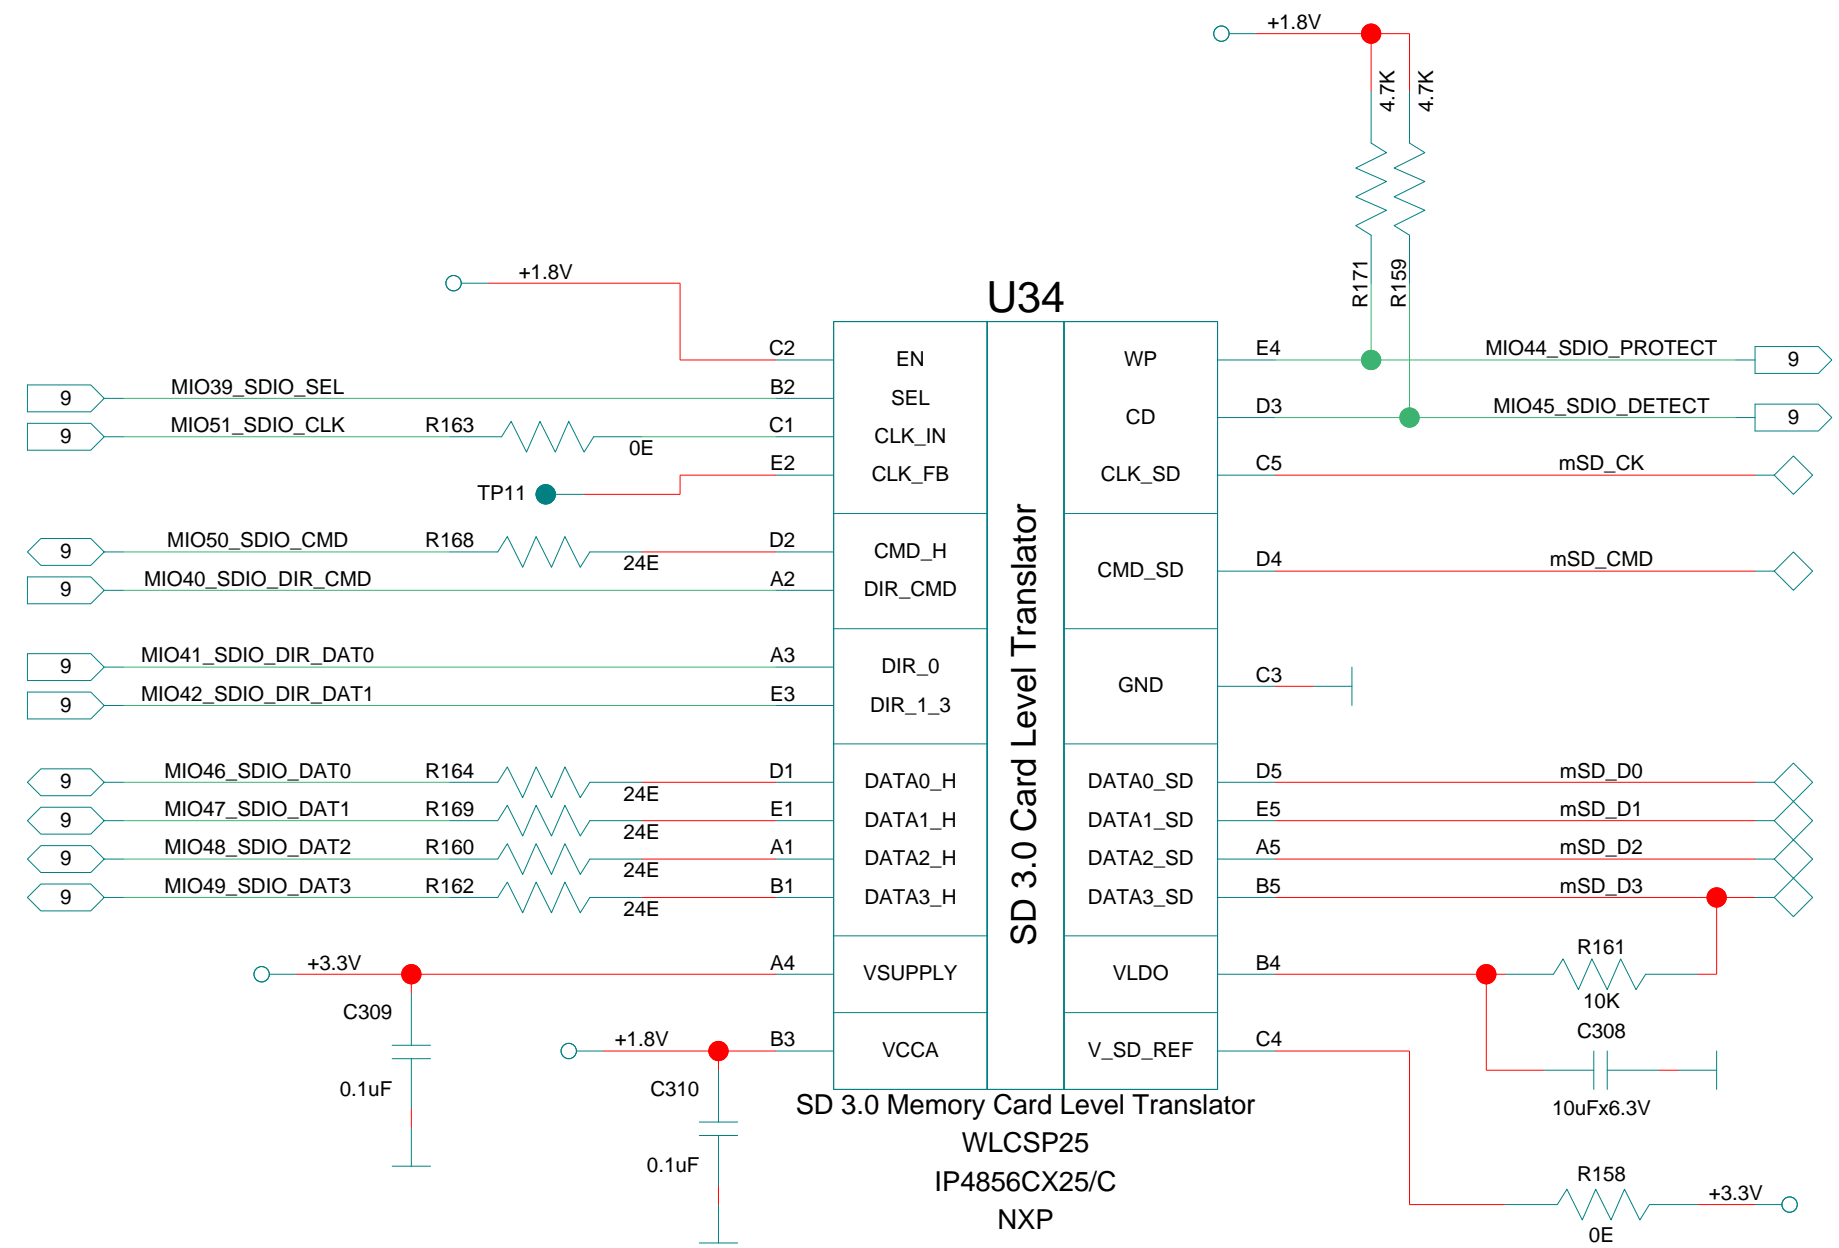 +1.8V
4.7K
4.7K
R171
R159
+1.8V
U34
C2
EN
WP
E4
MIO44_SDIO_PROTECT
9
9
MIO39_SDIO_SEL
B2
SEL
CD
D3
MIO45_SDIO_DETECT
9
9
MIO51_SDIO_CLK
R163
0E
C1
CLK_IN
TP11
E2
CLK_FB
CLK_SD
C5
mSD_CK
9
MIO50_SDIO_CMD
R168
24E
D2
CMD_H
CMD_SD
D4
mSD_CMD
9
MIO40_SDIO_DIR_CMD
A2
DIR_CMD
SD 3.0 Card Level Translator
9
MIO41_SDIO_DIR_DAT0
A3
DIR_0
GND
C3
9
MIO42_SDIO_DIR_DAT1
E3
DIR_1_3
9
MIO46_SDIO_DAT0
R164
24E
D1
DATA0_H
DATA0_SD
D5
mSD_D0
9
MIO47_SDIO_DAT1
R169
24E
E1
DATA1_H
DATA1_SD
E5
mSD_D1
9
MIO48_SDIO_DAT2
R160
24E
A1
DATA2_H
DATA2_SD
A5
mSD_D2
9
MIO49_SDIO_DAT3
R162
24E
B1
DATA3_H
DATA3_SD
B5
mSD_D3
+3.3V
A4
VSUPPLY
VLDO
B4
R161
10K
C309
0.1uF
C308
10uFx6.3V
+1.8V
B3
VCCA
V_SD_REF
C4
C310
0.1uF
SD 3.0 Memory Card Level Translator
WLCSP25
IP4856CX25/C
NXP
R158
0E
+3.3V